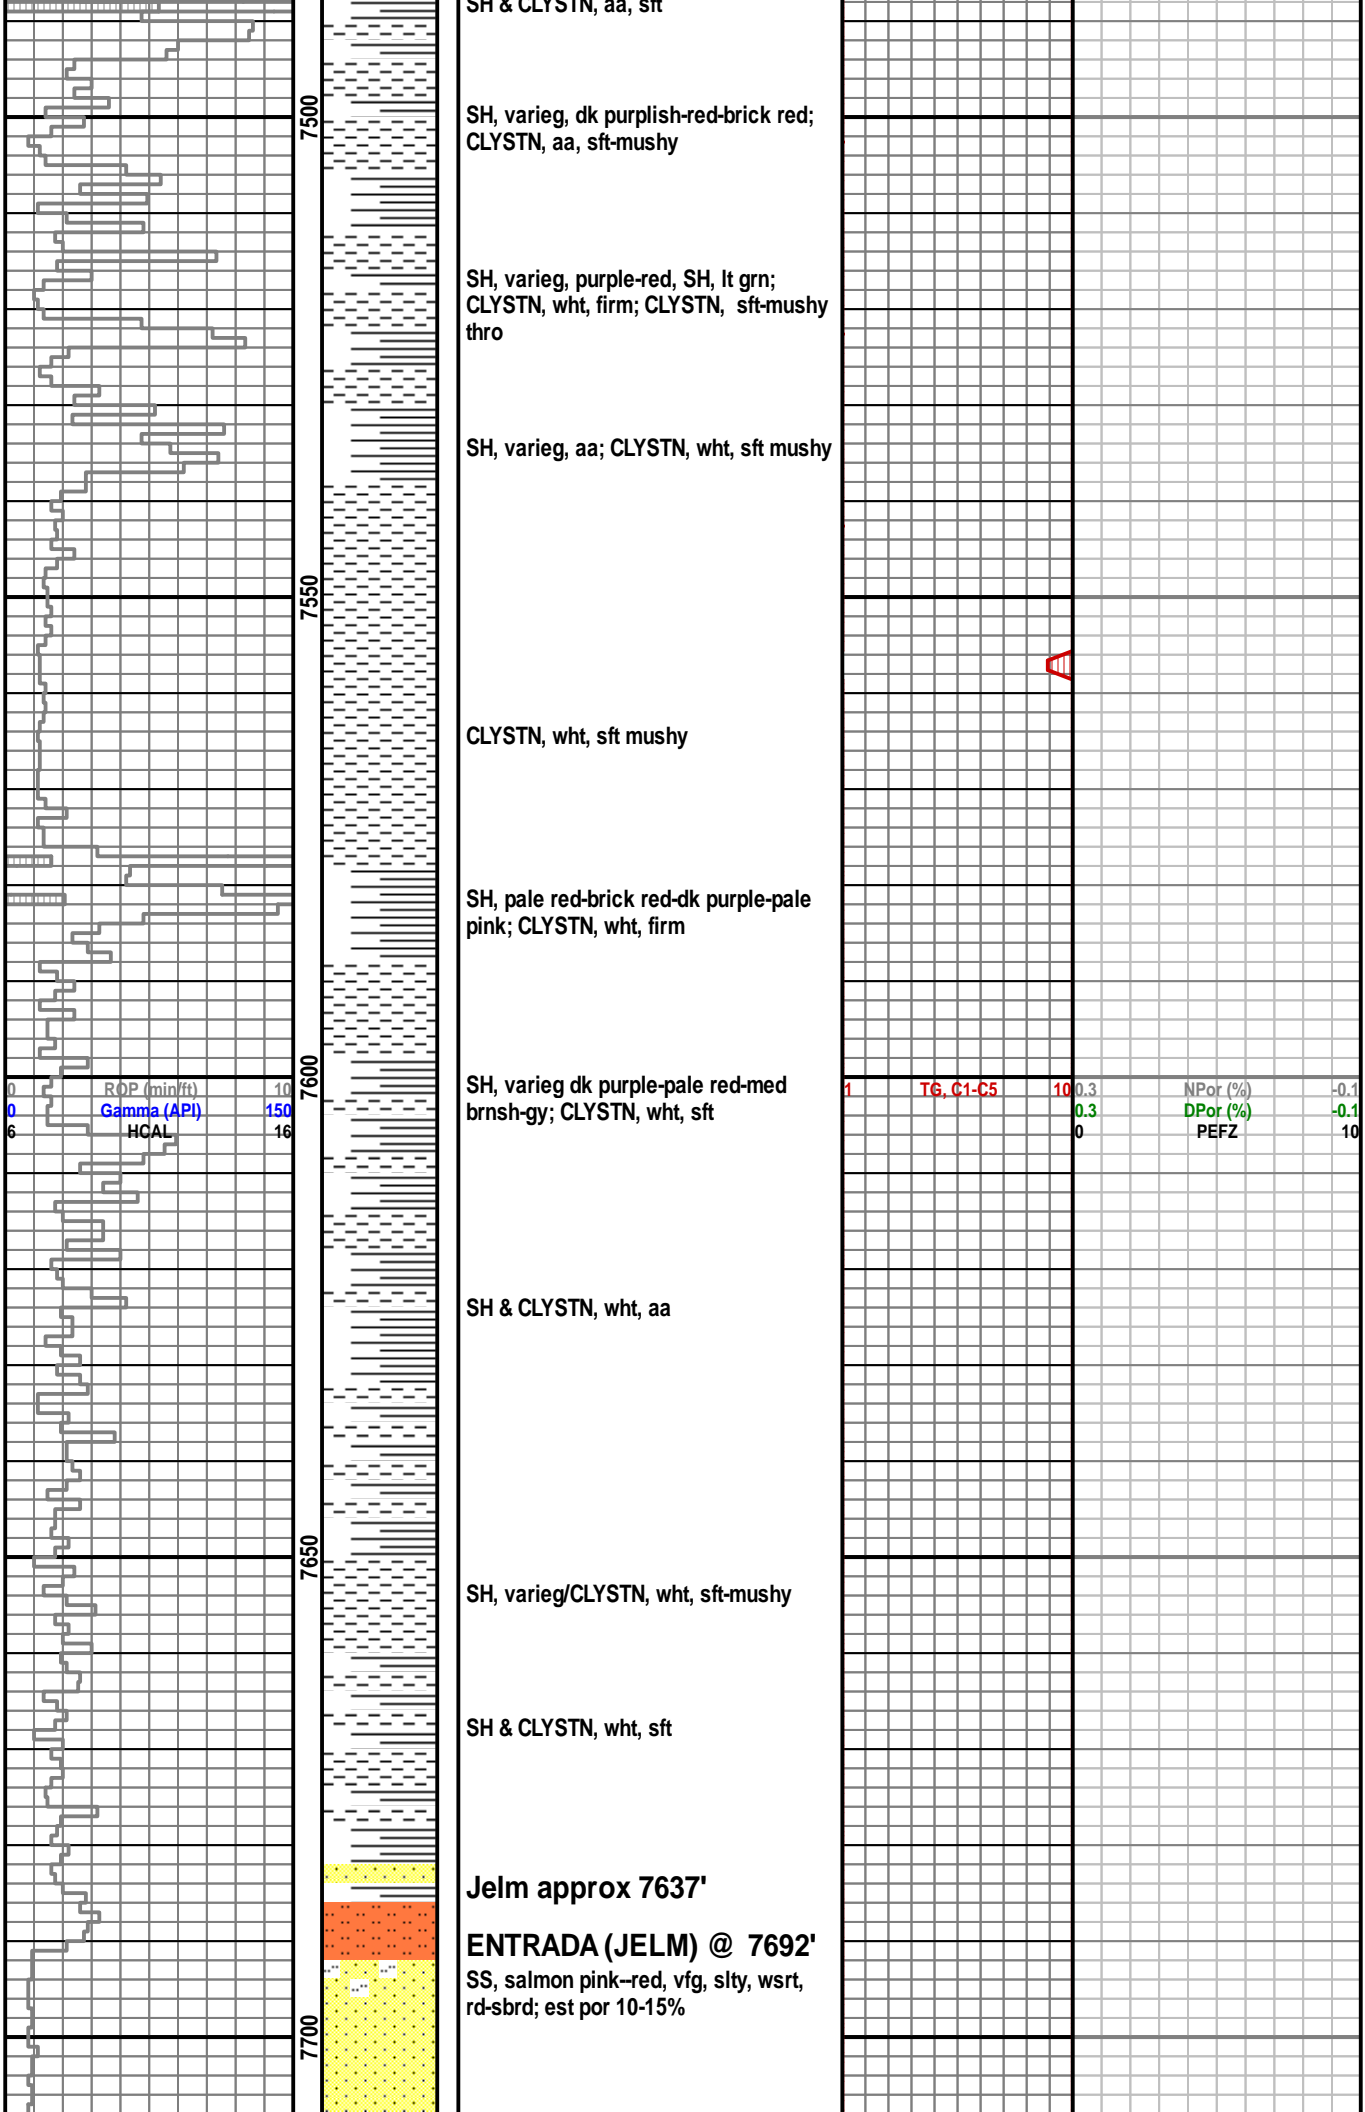 SH & CLYSTN, aa, sft
7500
SH, varieg, dk purplish-red-brick red;
CLYSTN, aa, sft-mushy
SH, varieg, purple-red, SH, lt grn;
CLYSTN, wht, firm; CLYSTN, sft-mushy
thro
SH, varieg, aa; CLYSTN, wht, sft mushy
7550
CLYSTN, wht, sft mushy
SH, pale red-brick red-dk purple-pale
pink; CLYSTN, wht, firm
7600
0 ROP (min/ft) 10
0 Gamma (API) 150
6 HCAL 16
SH, varieg dk purple-pale red-med
brnsh-gy; CLYSTN, wht, sft
1 TG, C1-C5 10
0.3 NPor (%) -0.1
0.3 DPor (%) -0.1
0 PEFZ 10
SH & CLYSTN, wht, aa
7650
SH, varieg/CLYSTN, wht, sft-mushy
SH & CLYSTN, wht, sft
Jelm approx 7637'
ENTRADA (JELM) @ 7692'
SS, salmon pink--red, vfg, slty, wsrt,
rd-sbrd; est por 10-15%
7700